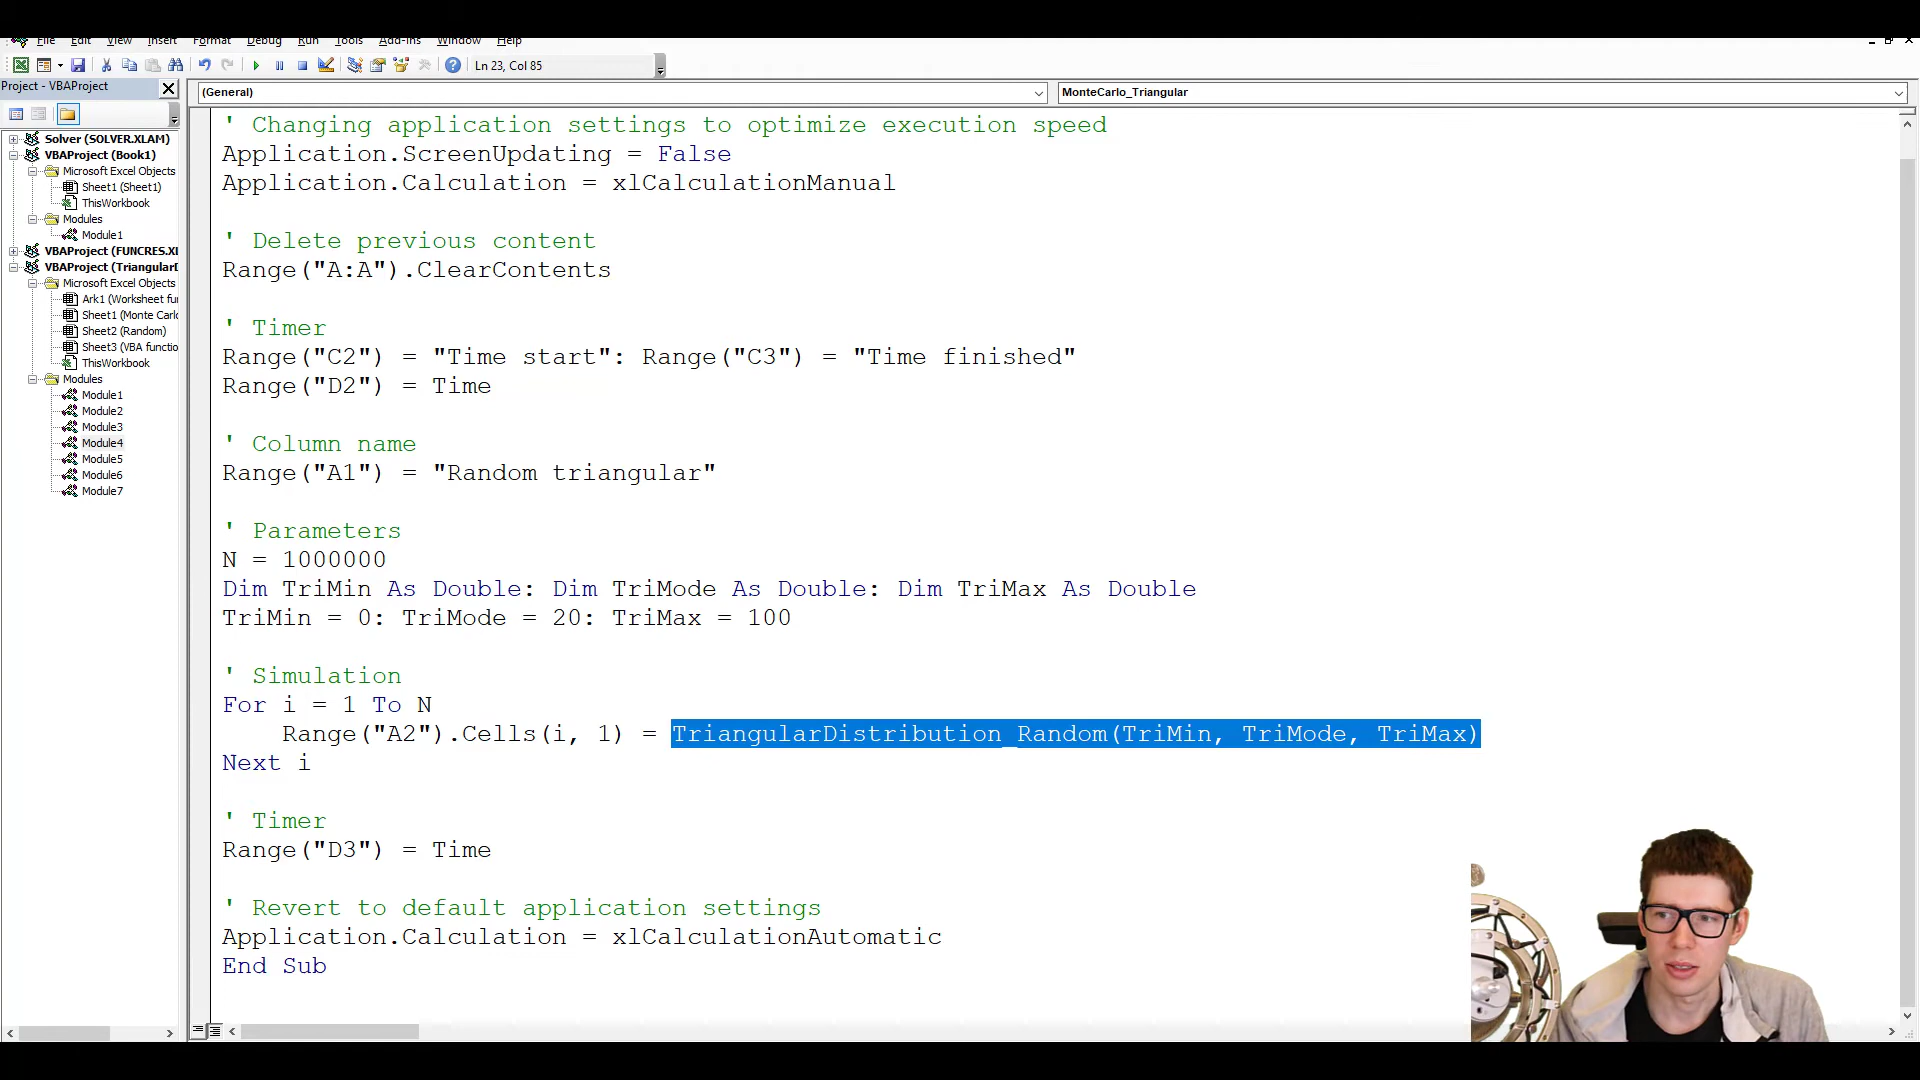 File Edit View Insert Format Debug Run Tools Add-Ins Window Help
Ln 23, Col 85
Project - VBAProject
(General)
MonteCarlo_Triangular
Solver (SOLVER.XLAM)
VBAProject (Book1)
Microsoft Excel Objects
Sheet1 (Sheet1)
ThisWorkbook
Modules
Module1
VBAProject (FUNCRES.XL
VBAProject (TriangularD
Microsoft Excel Objects
Ark1 (Worksheet fu
Sheet1 (Monte Carlo
Sheet2 (Random)
Sheet3 (VBA functio
ThisWorkbook
Modules
Module1
Module2
Module3
Module4
Module5
Module6
Module7
' Changing application settings to optimize execution speed
Application.ScreenUpdating = False
Application.Calculation = xlCalculationManual
' Delete previous content
Range("A:A").ClearContents
' Timer
Range("C2") = "Time start": Range("C3") = "Time finished"
Range("D2") = Time
' Column name
Range("A1") = "Random triangular"
' Parameters
N = 1000000
Dim TriMin As Double: Dim TriMode As Double: Dim TriMax As Double
TriMin = 0: TriMode = 20: TriMax = 100
' Simulation
For i = 1 To N
Range("A2").Cells(i, 1) = TriangularDistribution_Random(TriMin, TriMode, TriMax)
Next i
' Timer
Range("D3") = Time
' Revert to default application settings
Application.Calculation = xlCalculationAutomatic
End Sub